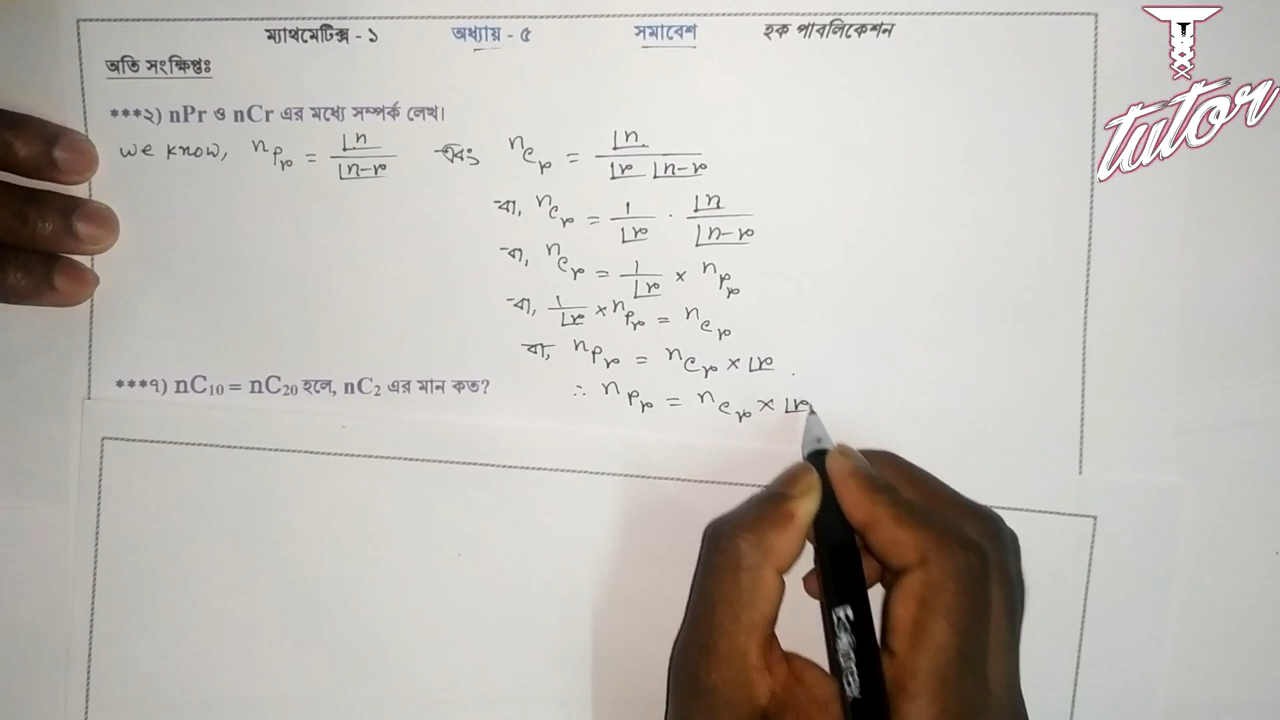 ম্যাথমেটিক্স - ১ অধ্যায় - ৫ সমাবেশ হক পাবলিকেশন
অতি সংক্ষিপ্তঃ
***২) nPr ও nCr এর মধ্যে সম্পর্ক লেখ।
We know, nPr = ⌊n / ⌊n-r এবং nCr = ⌊n / ⌊r ⌊n-r
বা, nCr = 1/⌊r · ⌊n / ⌊n-r
বা, nCr = 1/⌊r × nPr
বা, 1/⌊r × nPr = nCr
বা, nPr = nCr × ⌊r .
∴ nPr = nCr × ⌊r
***৭) nC10 = nC20 হলে, nC2 এর মান কত?
T
tutor